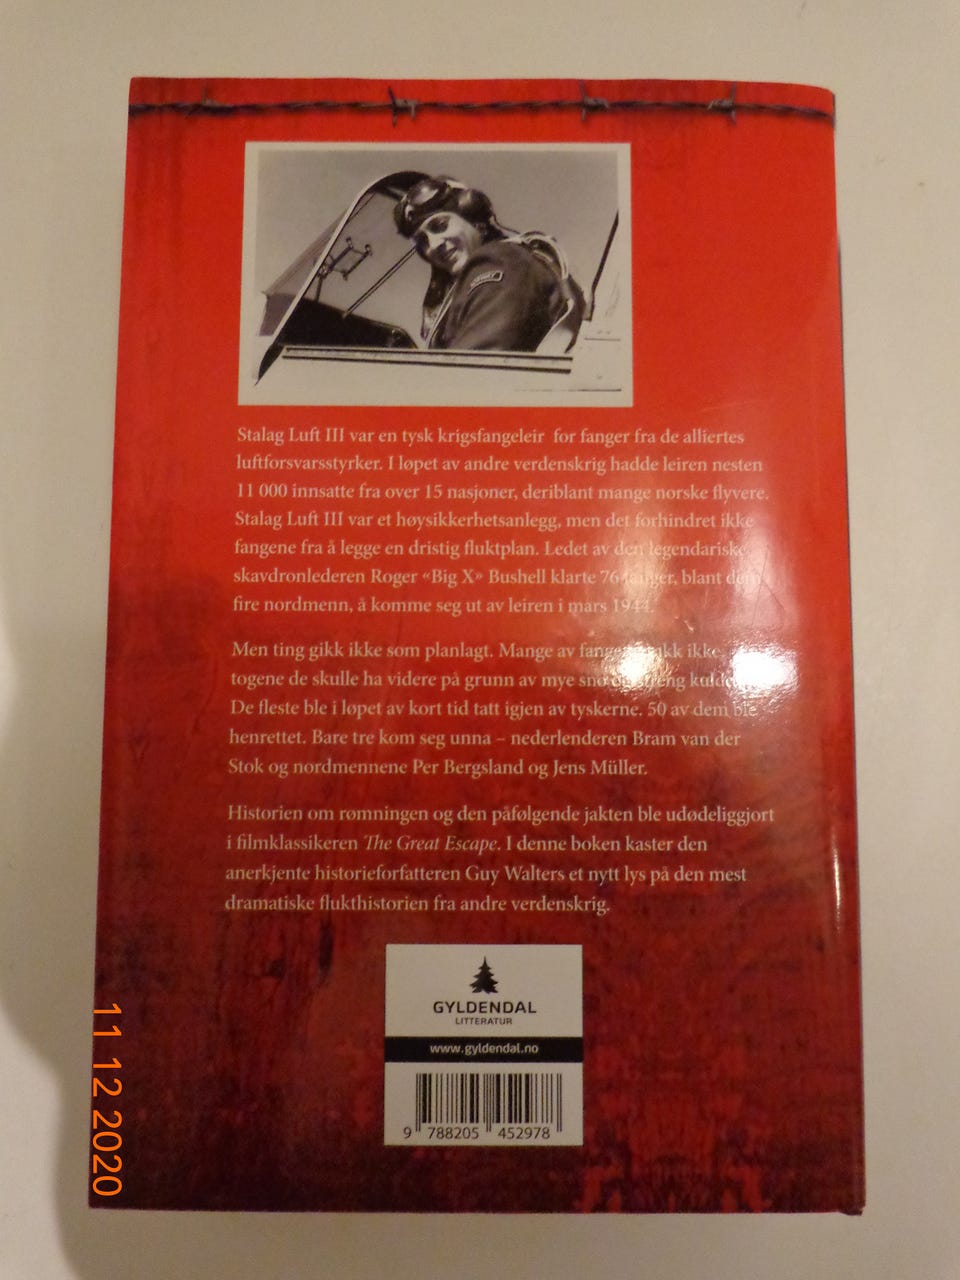 NORWAY
Stalag Luft III var en tysk krigsfangeleir for fanger fra de alliertes
luftforsvarsstyrker. I løpet av andre verdenskrig hadde leiren nesten
11 000 innsatte fra over 15 nasjoner, deriblant mange norske flyvere.
Stalag Luft III var et høysikkerhetsanlegg, men det forhindret ikke
fangene fra å legge en dristig fluktplan. Ledet av den legendariske
skavdronlederen Roger «Big X» Bushell klarte 76 fanger, blant dem
fire nordmenn, å komme seg ut av leiren i mars 1944.
Men ting gikk ikke som planlagt. Mange av ikke
togene de skulle ha videre på grunn av mye snø og streng kulde.
De fleste ble i løpet av kort tid tatt igjen av tyskerne. 50 av dem ble
henrettet. Bare tre kom seg unna – nederlenderen Bram van der
Stok og nordmennene Per Bergsland og Jens Müller.
Historien om rømningen og den påfølgende jakten ble udødeliggjort
i filmklassikeren The Great Escape. I denne boken kaster den
anerkjente historieforfatteren Guy Walters et nytt lys på den mest
dramatiske flukthistorien fra andre verdenskrig.
GYLDENDAL
LITTERATUR
www.gyldendal.no
9 788205 452978
11 12 2020